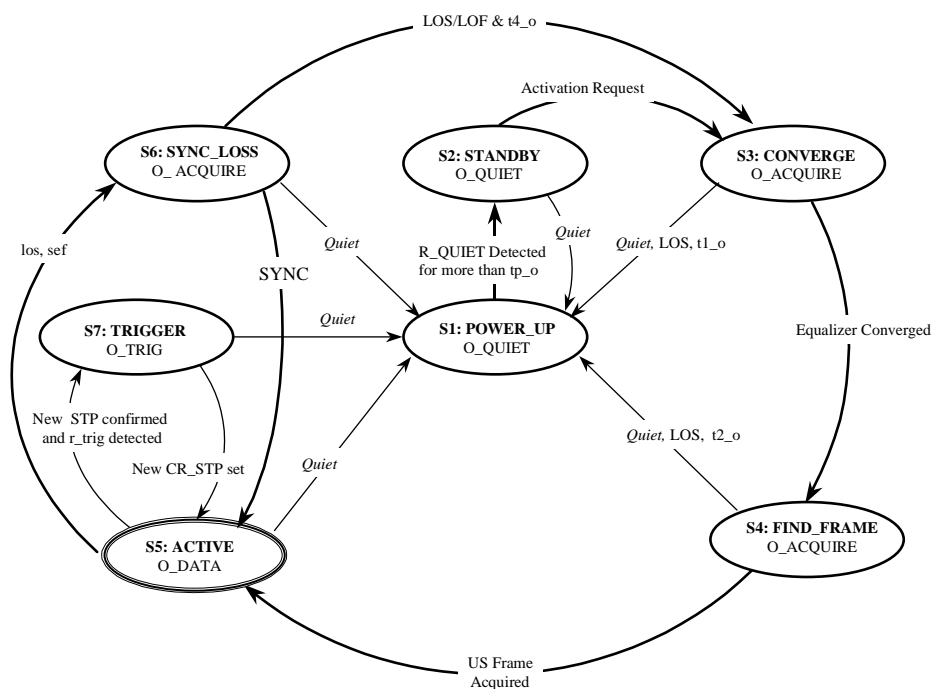 LOS/LOF & t4_o
Activation Request
S6: SYNC_LOSS
O_ ACQUIRE
S2: STANDBY
O_QUIET
S3: CONVERGE
O_ACQUIRE
los, sef
Quiet
SYNC
Quiet
R_QUIET Detected
for more than tp_o
Quiet, LOS, t1_o
S7: TRIGGER
O_TRIG
Quiet
S1: POWER_UP
O_QUIET
Equalizer Converged
New STP confirmed
and r_trig detected
New CR_STP set
Quiet
Quiet, LOS, t2_o
S5: ACTIVE
O_DATA
S4: FIND_FRAME
O_ACQUIRE
US Frame
Acquired